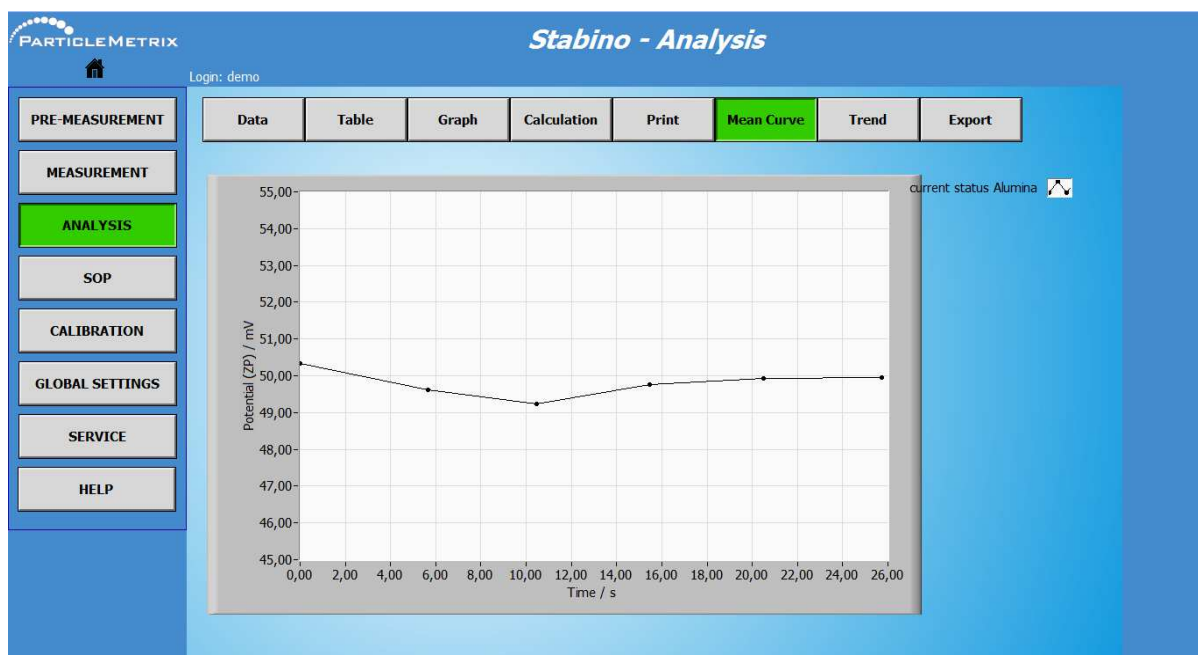 PARTICLEMETRIX
Stabino - Analysis
Login: demo
PRE-MEASUREMENT
MEASUREMENT
ANALYSIS
SOP
CALIBRATION
GLOBAL SETTINGS
SERVICE
HELP
Data Table Graph Calculation Print Mean Curve Trend Export
current status Alumina
Potential (ZP) / mV
55,00
54,00
53,00
52,00
51,00
50,00
49,00
48,00
47,00
46,00
45,00
0,00 2,00 4,00 6,00 8,00 10,00 12,00 14,00 16,00 18,00 20,00 22,00 24,00 26,00
Time / s